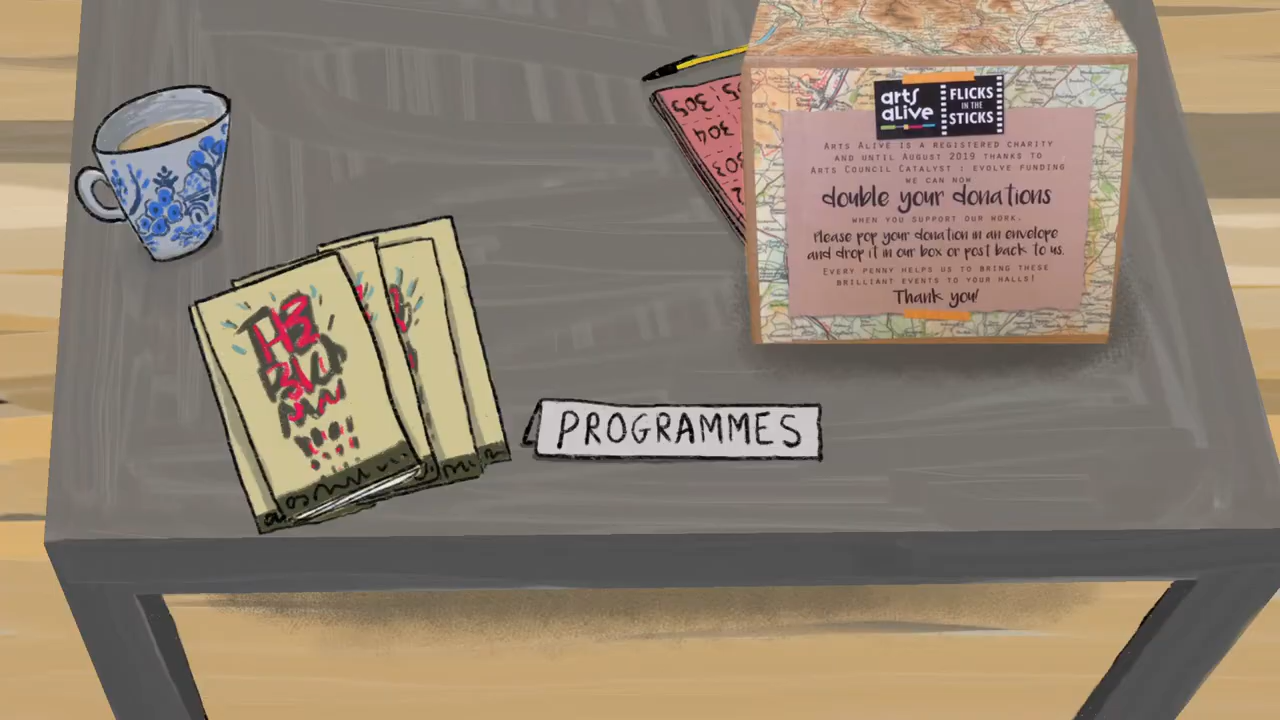 305
304
303
arts
alive
FLICKS
IN THE
STICKS
ARTS ALIVE IS A REGISTERED CHARITY
AND UNTIL AUGUST 2019 THANKS TO
ARTS COUNCIL CATALYST : EVOLVE FUNDING
WE CAN NOW
double your donations
WHEN YOU SUPPORT OUR WORK.
Please pop your donation in an envelope
and drop it in our box or post back to us.
EVERY PENNY HELPS US TO BRING THESE
BRILLIANT EVENTS TO YOUR HALLS!
Thank you!
PROGRAMMES